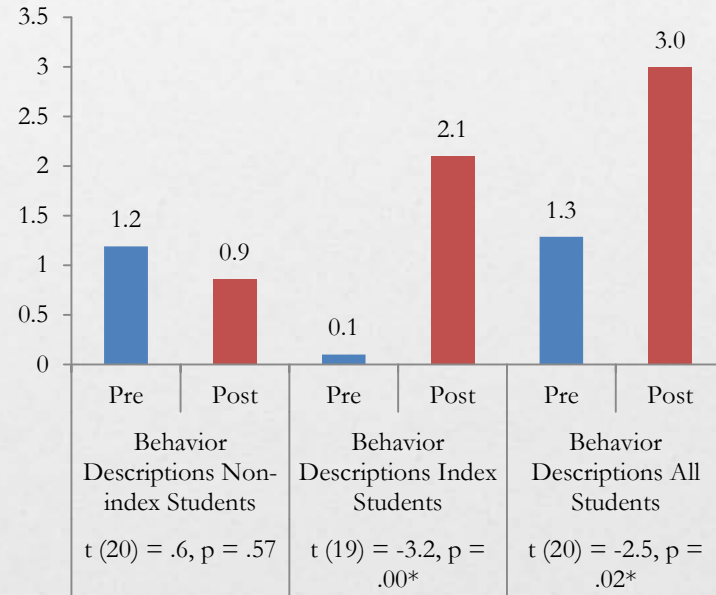 3.5
3
2.5
2
1.5
1
0.5
0
1.2
0.9
0.1
2.1
1.3
3.0
Pre
Post
Pre
Post
Pre
Post
Behavior
Descriptions Non-
index Students
t (20) = .6, p = .57
Behavior
Descriptions Index
Students
t (19) = -3.2, p =
.00*
Behavior
Descriptions All
Students
t (20) = -2.5, p =
.02*